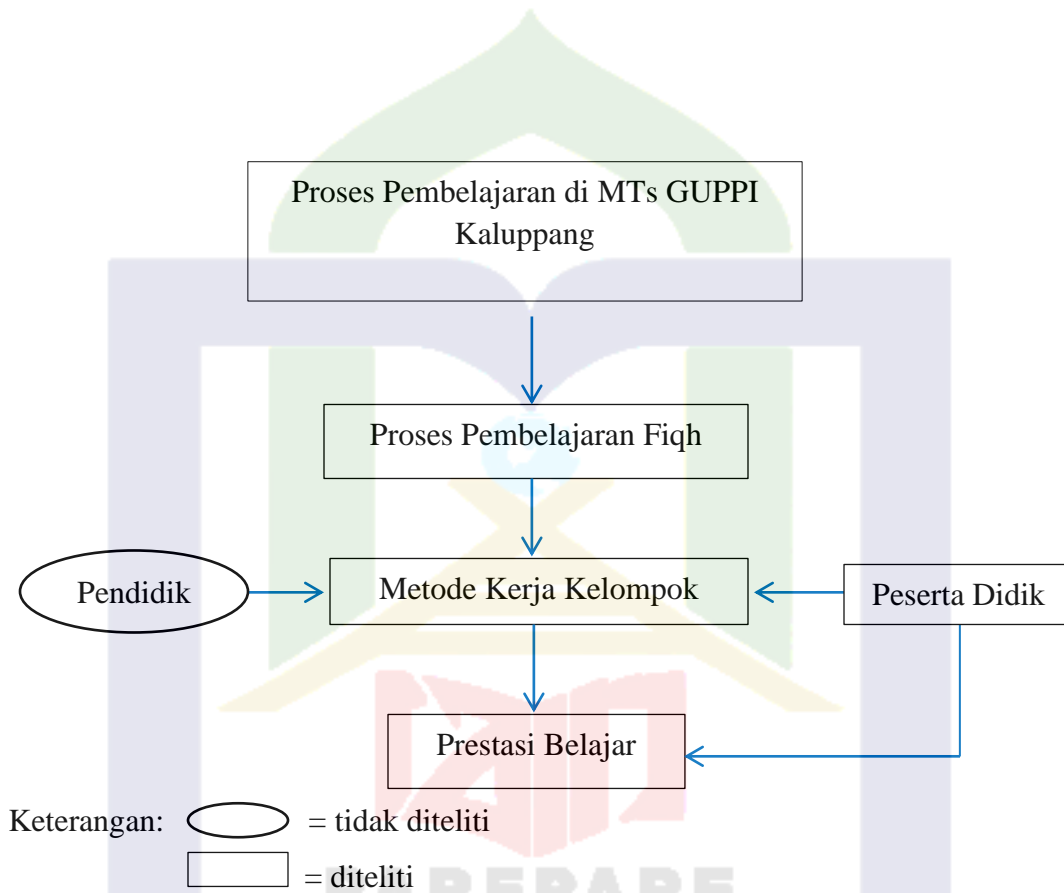 Proses Pembelajaran di MTs GUPPI
Kaluppang
Proses Pembelajaran Fiqh
Pendidik
Metode Kerja Kelompok
Peserta Didik
Prestasi Belajar
Keterangan:
= tidak diteliti
= diteliti
REPARE